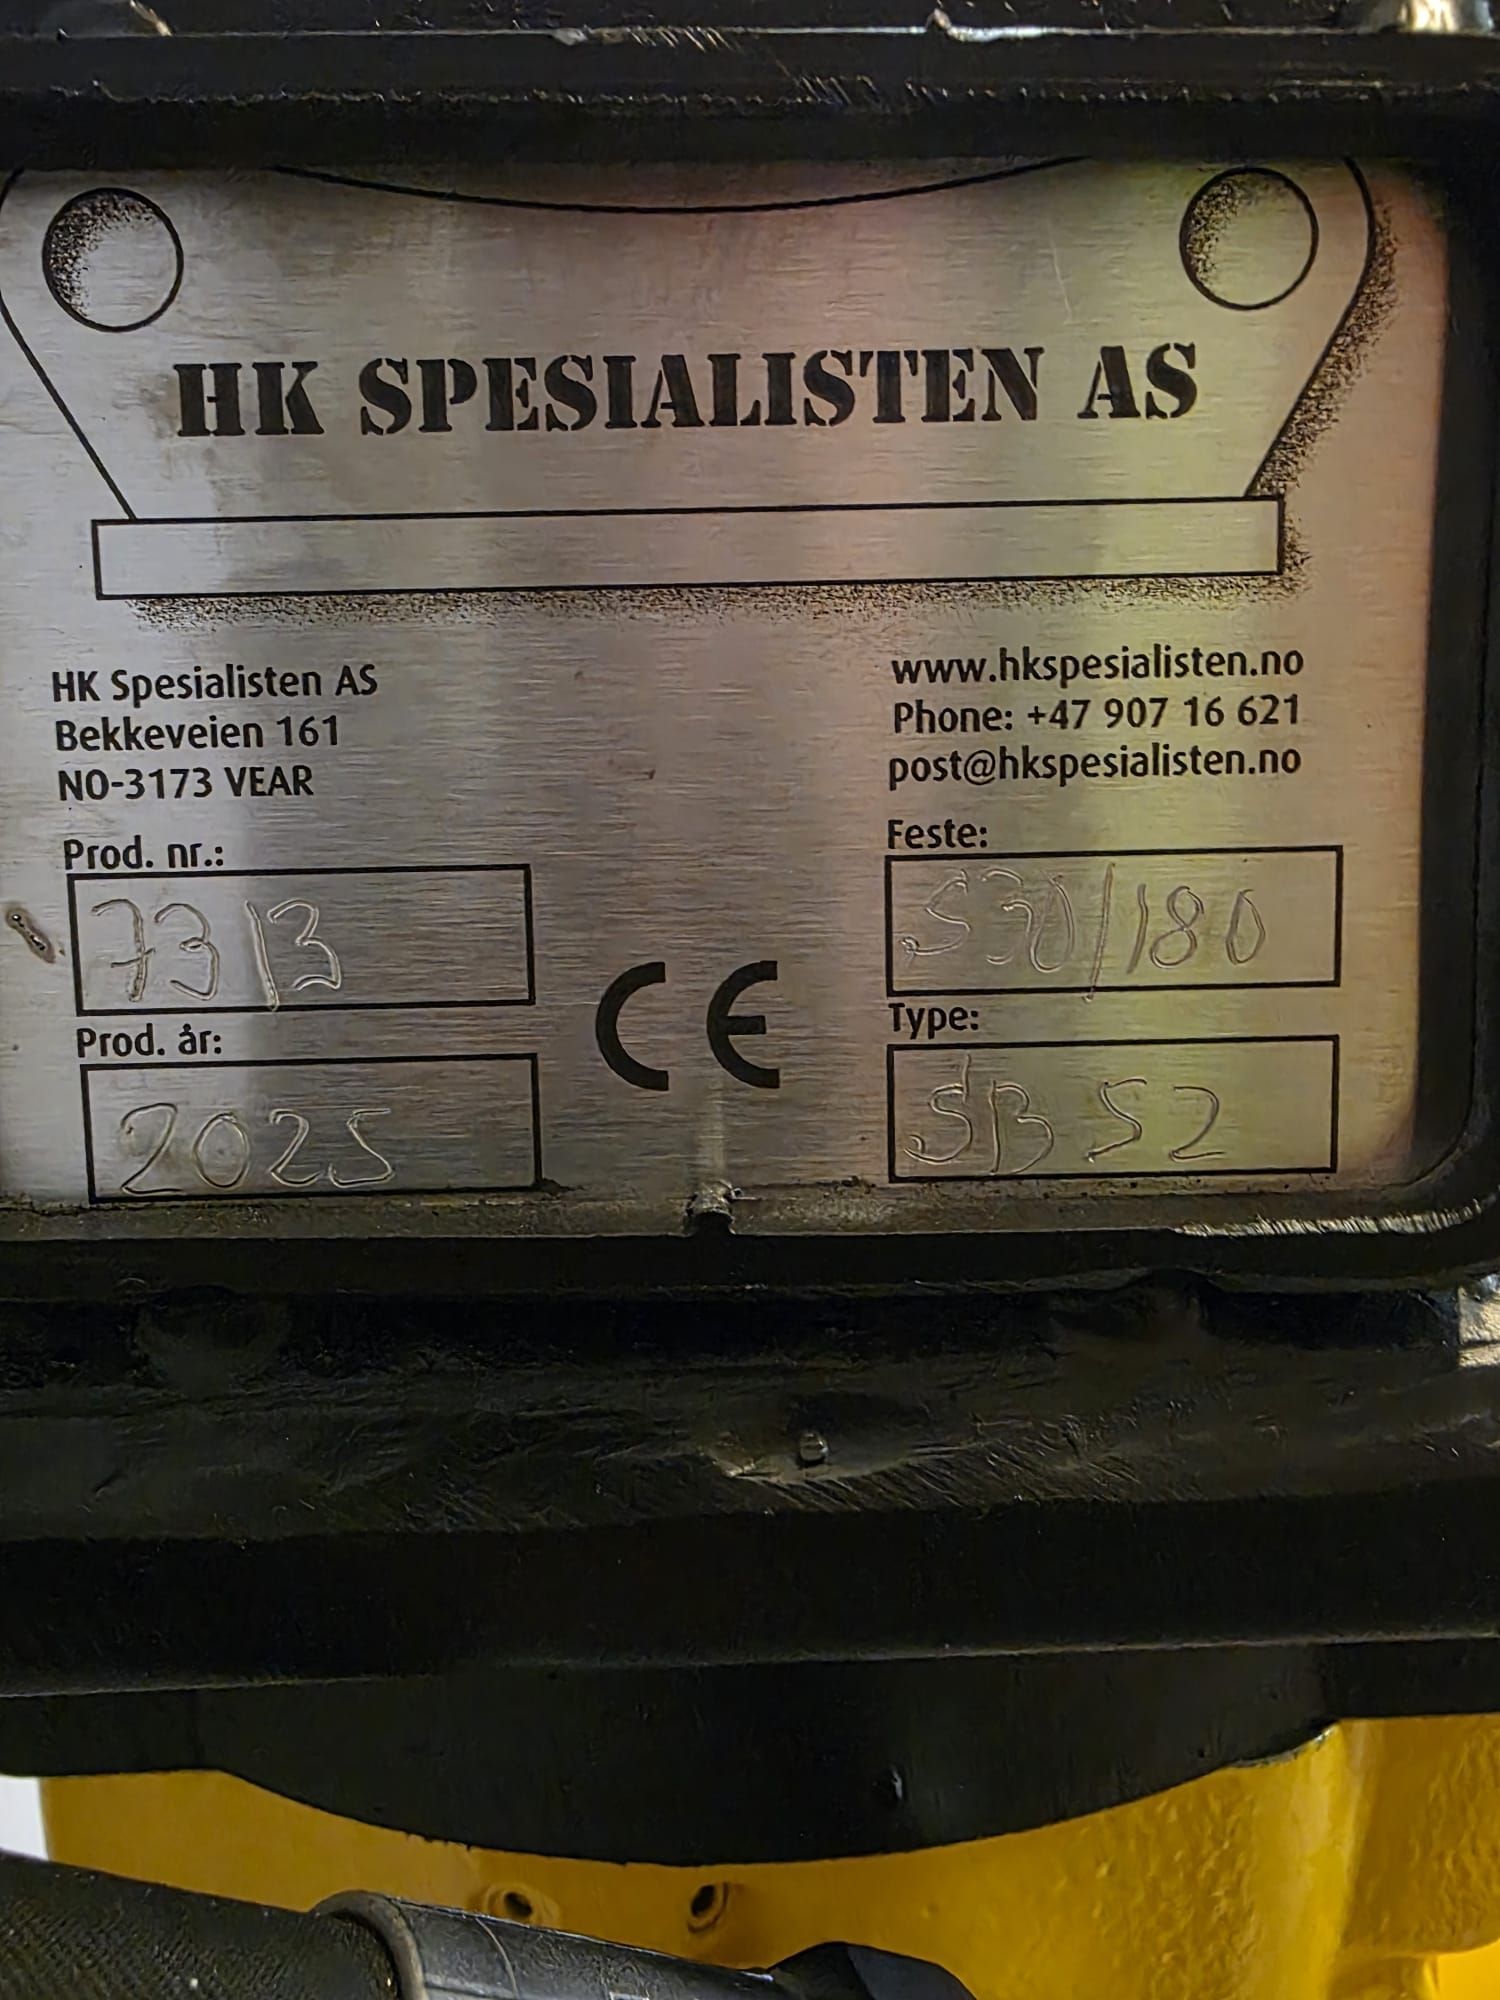 HK SPESIALISTEN AS
HK Spesialisten AS
Bekkeveien 161
NO-3173 VEAR
www.hkspesialisten.no
Phone: +47 907 16 621
post@hkspesialisten.no
Prod. nr.:
7313
Feste:
S30/180
Prod. år:
2025
CE
Type:
SB 52